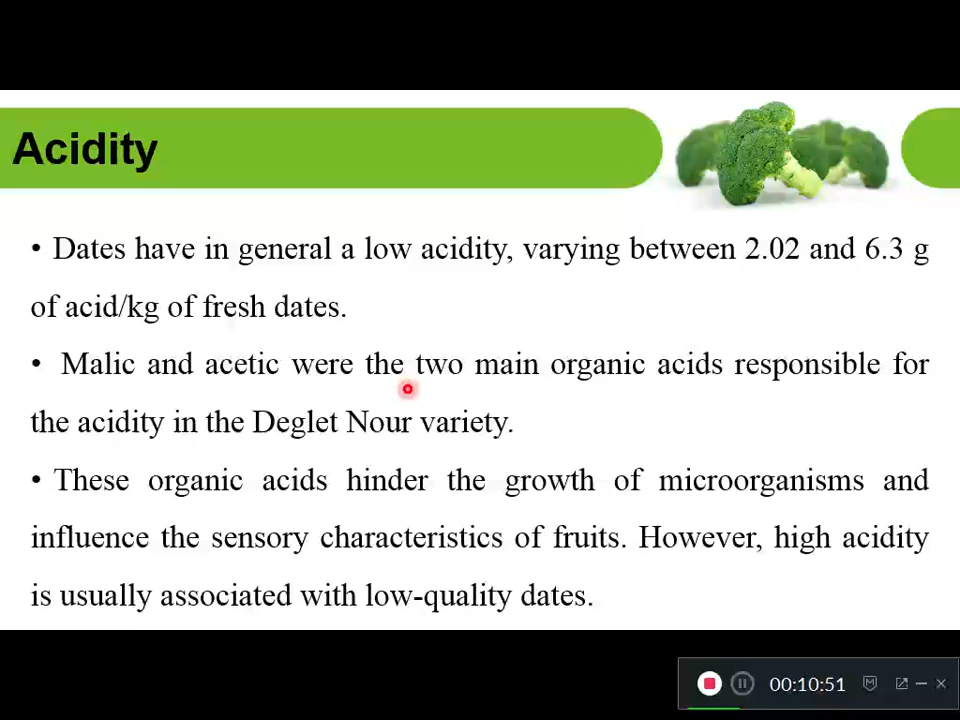 Acidity
• Dates have in general a low acidity, varying between 2.02 and 6.3 g
of acid/kg of fresh dates.
• Malic and acetic were the two main organic acids responsible for
the acidity in the Deglet Nour variety.
• These organic acids hinder the growth of microorganisms and
influence the sensory characteristics of fruits. However, high acidity
is usually associated with low-quality dates.
00:10:51